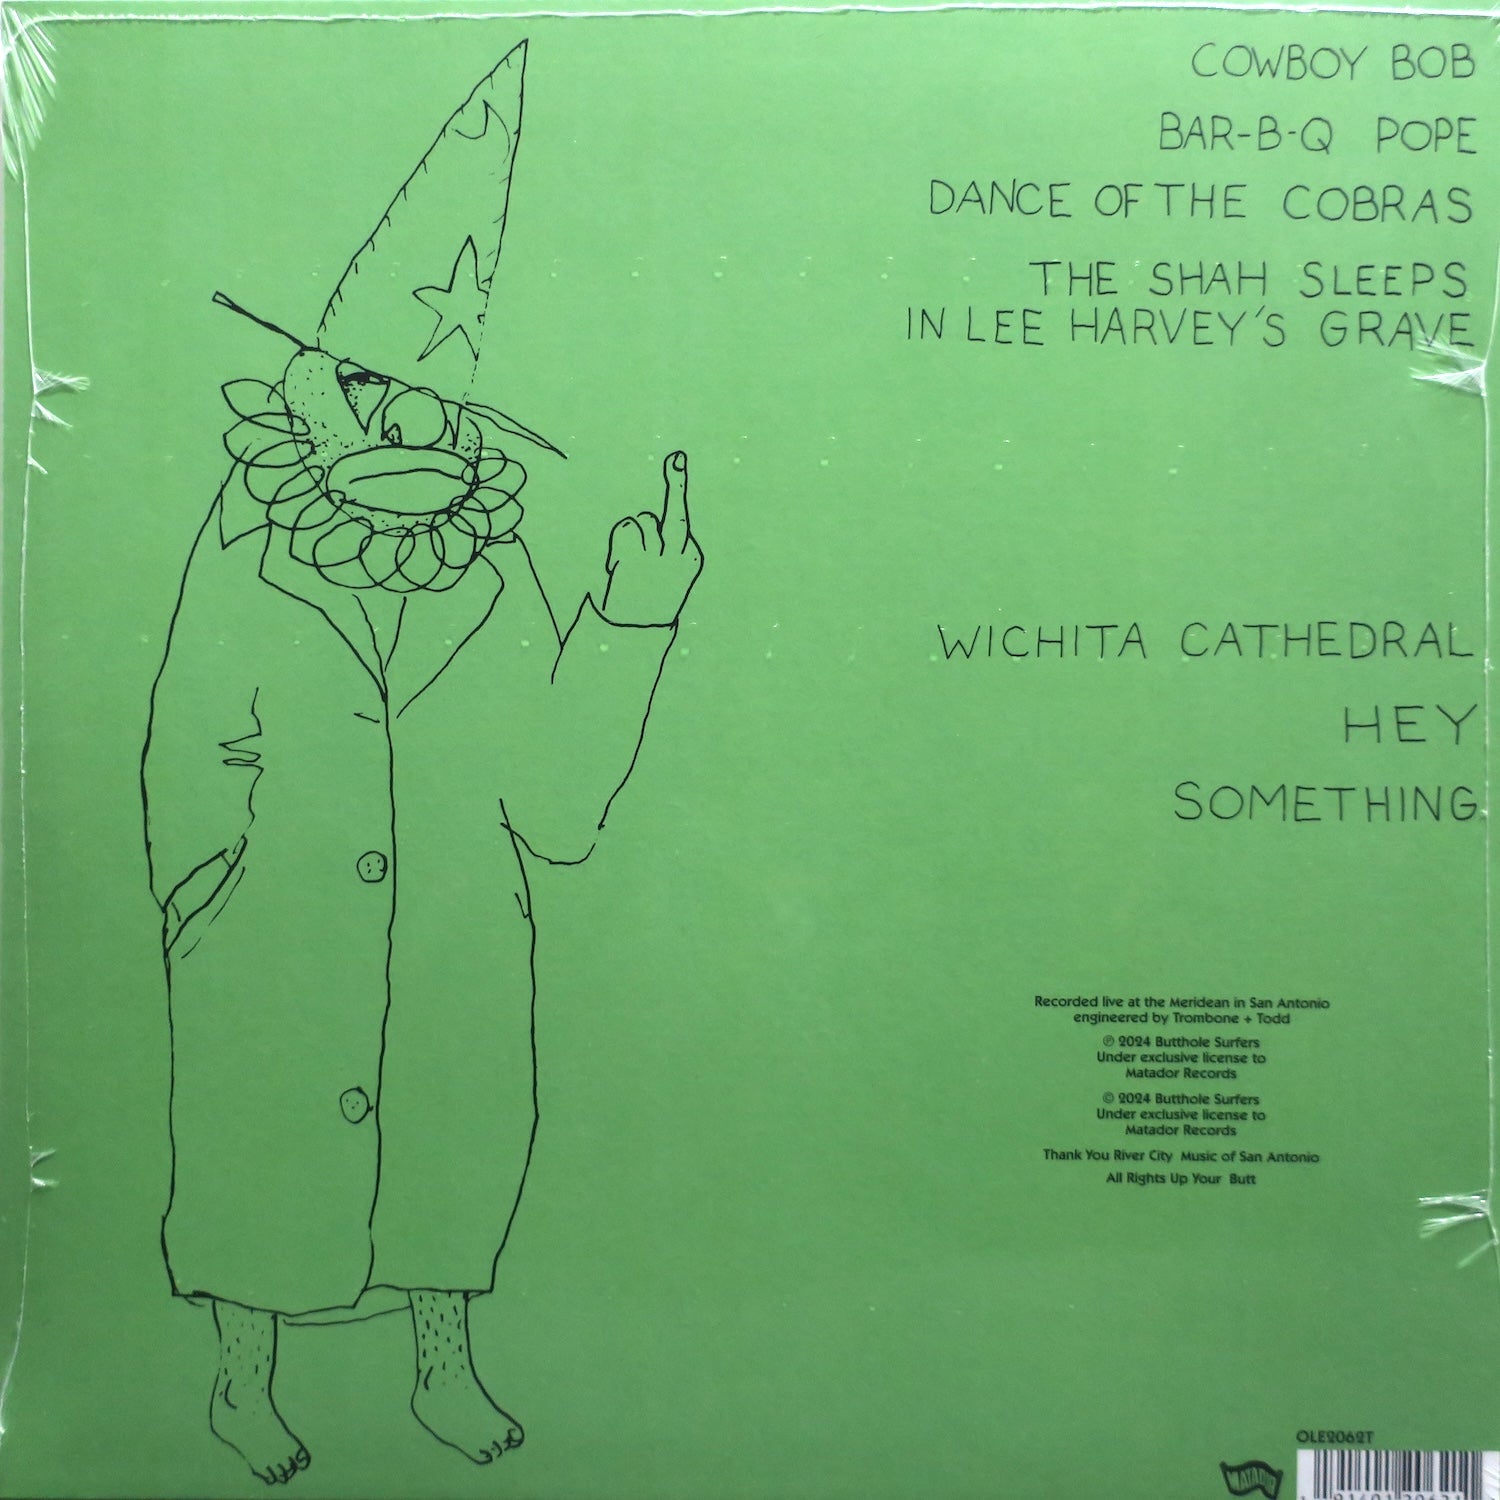 COWBOY BOB
BAR-B-Q POPE
DANCE OF THE COBRAS
THE SHAH SLEEPS
IN LEE HARVEY'S GRAVE
WICHITA CATHEDRAL
HEY
SOMETHING
Recorded live at the Meridean in San Antonio
engineered by Trombone + Todd
℗ 2024 Butthole Surfers
Under exclusive license to
Matador Records
© 2024 Butthole Surfers
Under exclusive license to
Matador Records
Thank You River City Music of San Antonio
All Rights Up Your Butt
OLE2062T
MATADOR